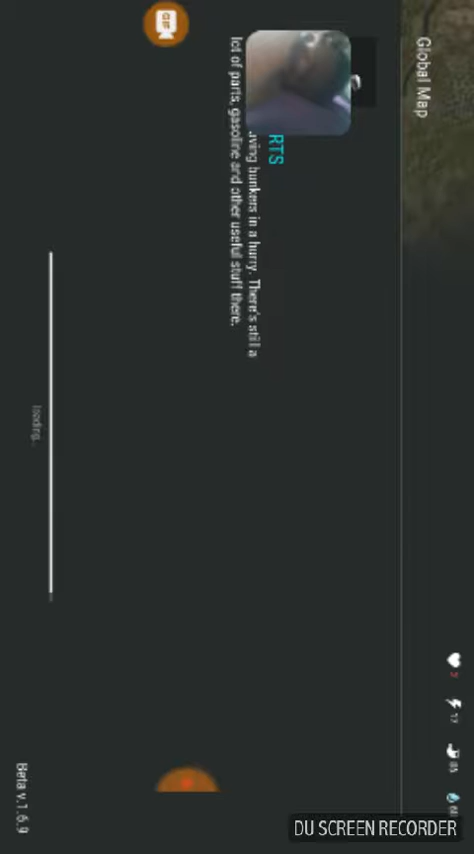 Global Map
RTS
ving bunkers in a hurry. There's still a
lot of parts, gasoline and other useful stuff there.
loading..
Beta v.1.6.9
GIF
DU SCREEN RECORDER